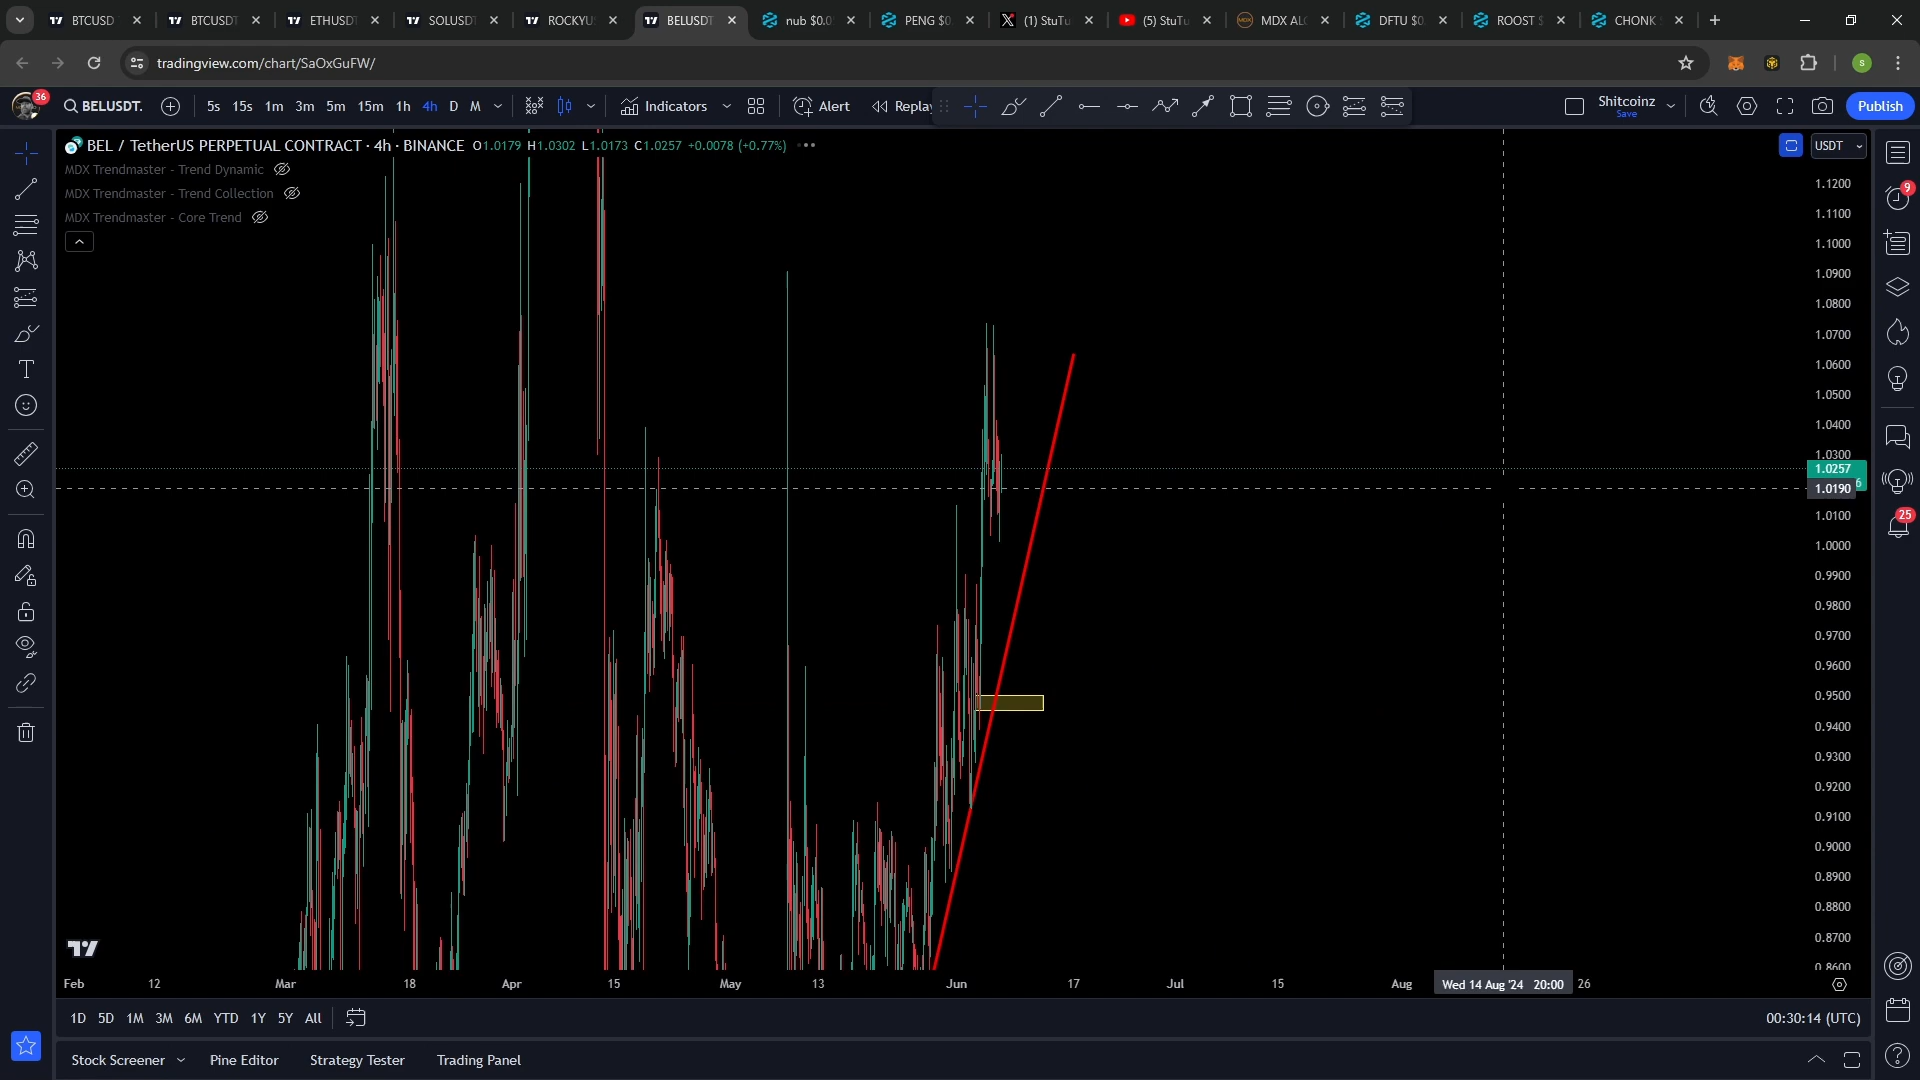 BTCUSD
BTCUSDT
ETHUSDT
SOLUSDT
ROCKYUS
BELUSDT
nub $0.0
PENG $0
(1) StuTu
(5) StuTu
MDX ALG
DFTU $0.
ROOST $
CHONK
tradingview.com/chart/SaOxGuFW/
S
36
BELUSDT.
5s 15s 1m 3m 5m 15m 1h 4h D M
Indicators
Alert
Replay
Shitcoinz
Save
Publish
BEL / TetherUS PERPETUAL CONTRACT · 4h · BINANCE O1.0179 H1.0302 L1.0173 C1.0257 +0.0078 (+0.77%)
USDT
MDX Trendmaster - Trend Dynamic
MDX Trendmaster - Trend Collection
MDX Trendmaster - Core Trend
9
1.1200
1.1100
1.1000
1.0900
1.0800
1.0700
1.0600
1.0500
1.0400
1.0300
1.0257
1.0190
1.0100
1.0000
0.9900
0.9800
0.9700
0.9600
0.9500
0.9400
0.9300
0.9200
0.9100
0.9000
0.8900
0.8800
0.8700
0.8600
25
Feb 12 Mar 18 Apr 15 May 13 Jun 17 Jul 15 Aug Wed 14 Aug '24 20:00 26
1D 5D 1M 3M 6M YTD 1Y 5Y All
00:30:14 (UTC)
Stock Screener Pine Editor Strategy Tester Trading Panel